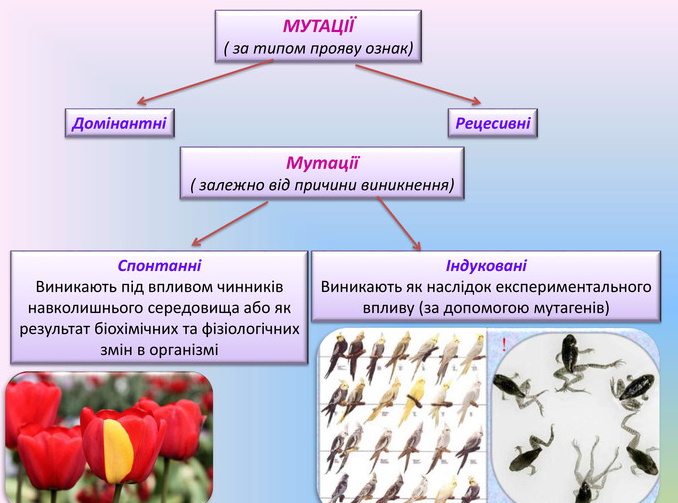 МУТАЦІЇ
( за типом прояву ознак)
Домінантні
Рецесивні
Мутації
( залежно від причини виникнення)
Спонтанні
Виникають під впливом чинників
навколишнього середовища або як
результат біохімічних та фізіологічних
змін в організмі
Індуковані
Виникають як наслідок експериментального
впливу (за допомогою мутагенів)
!